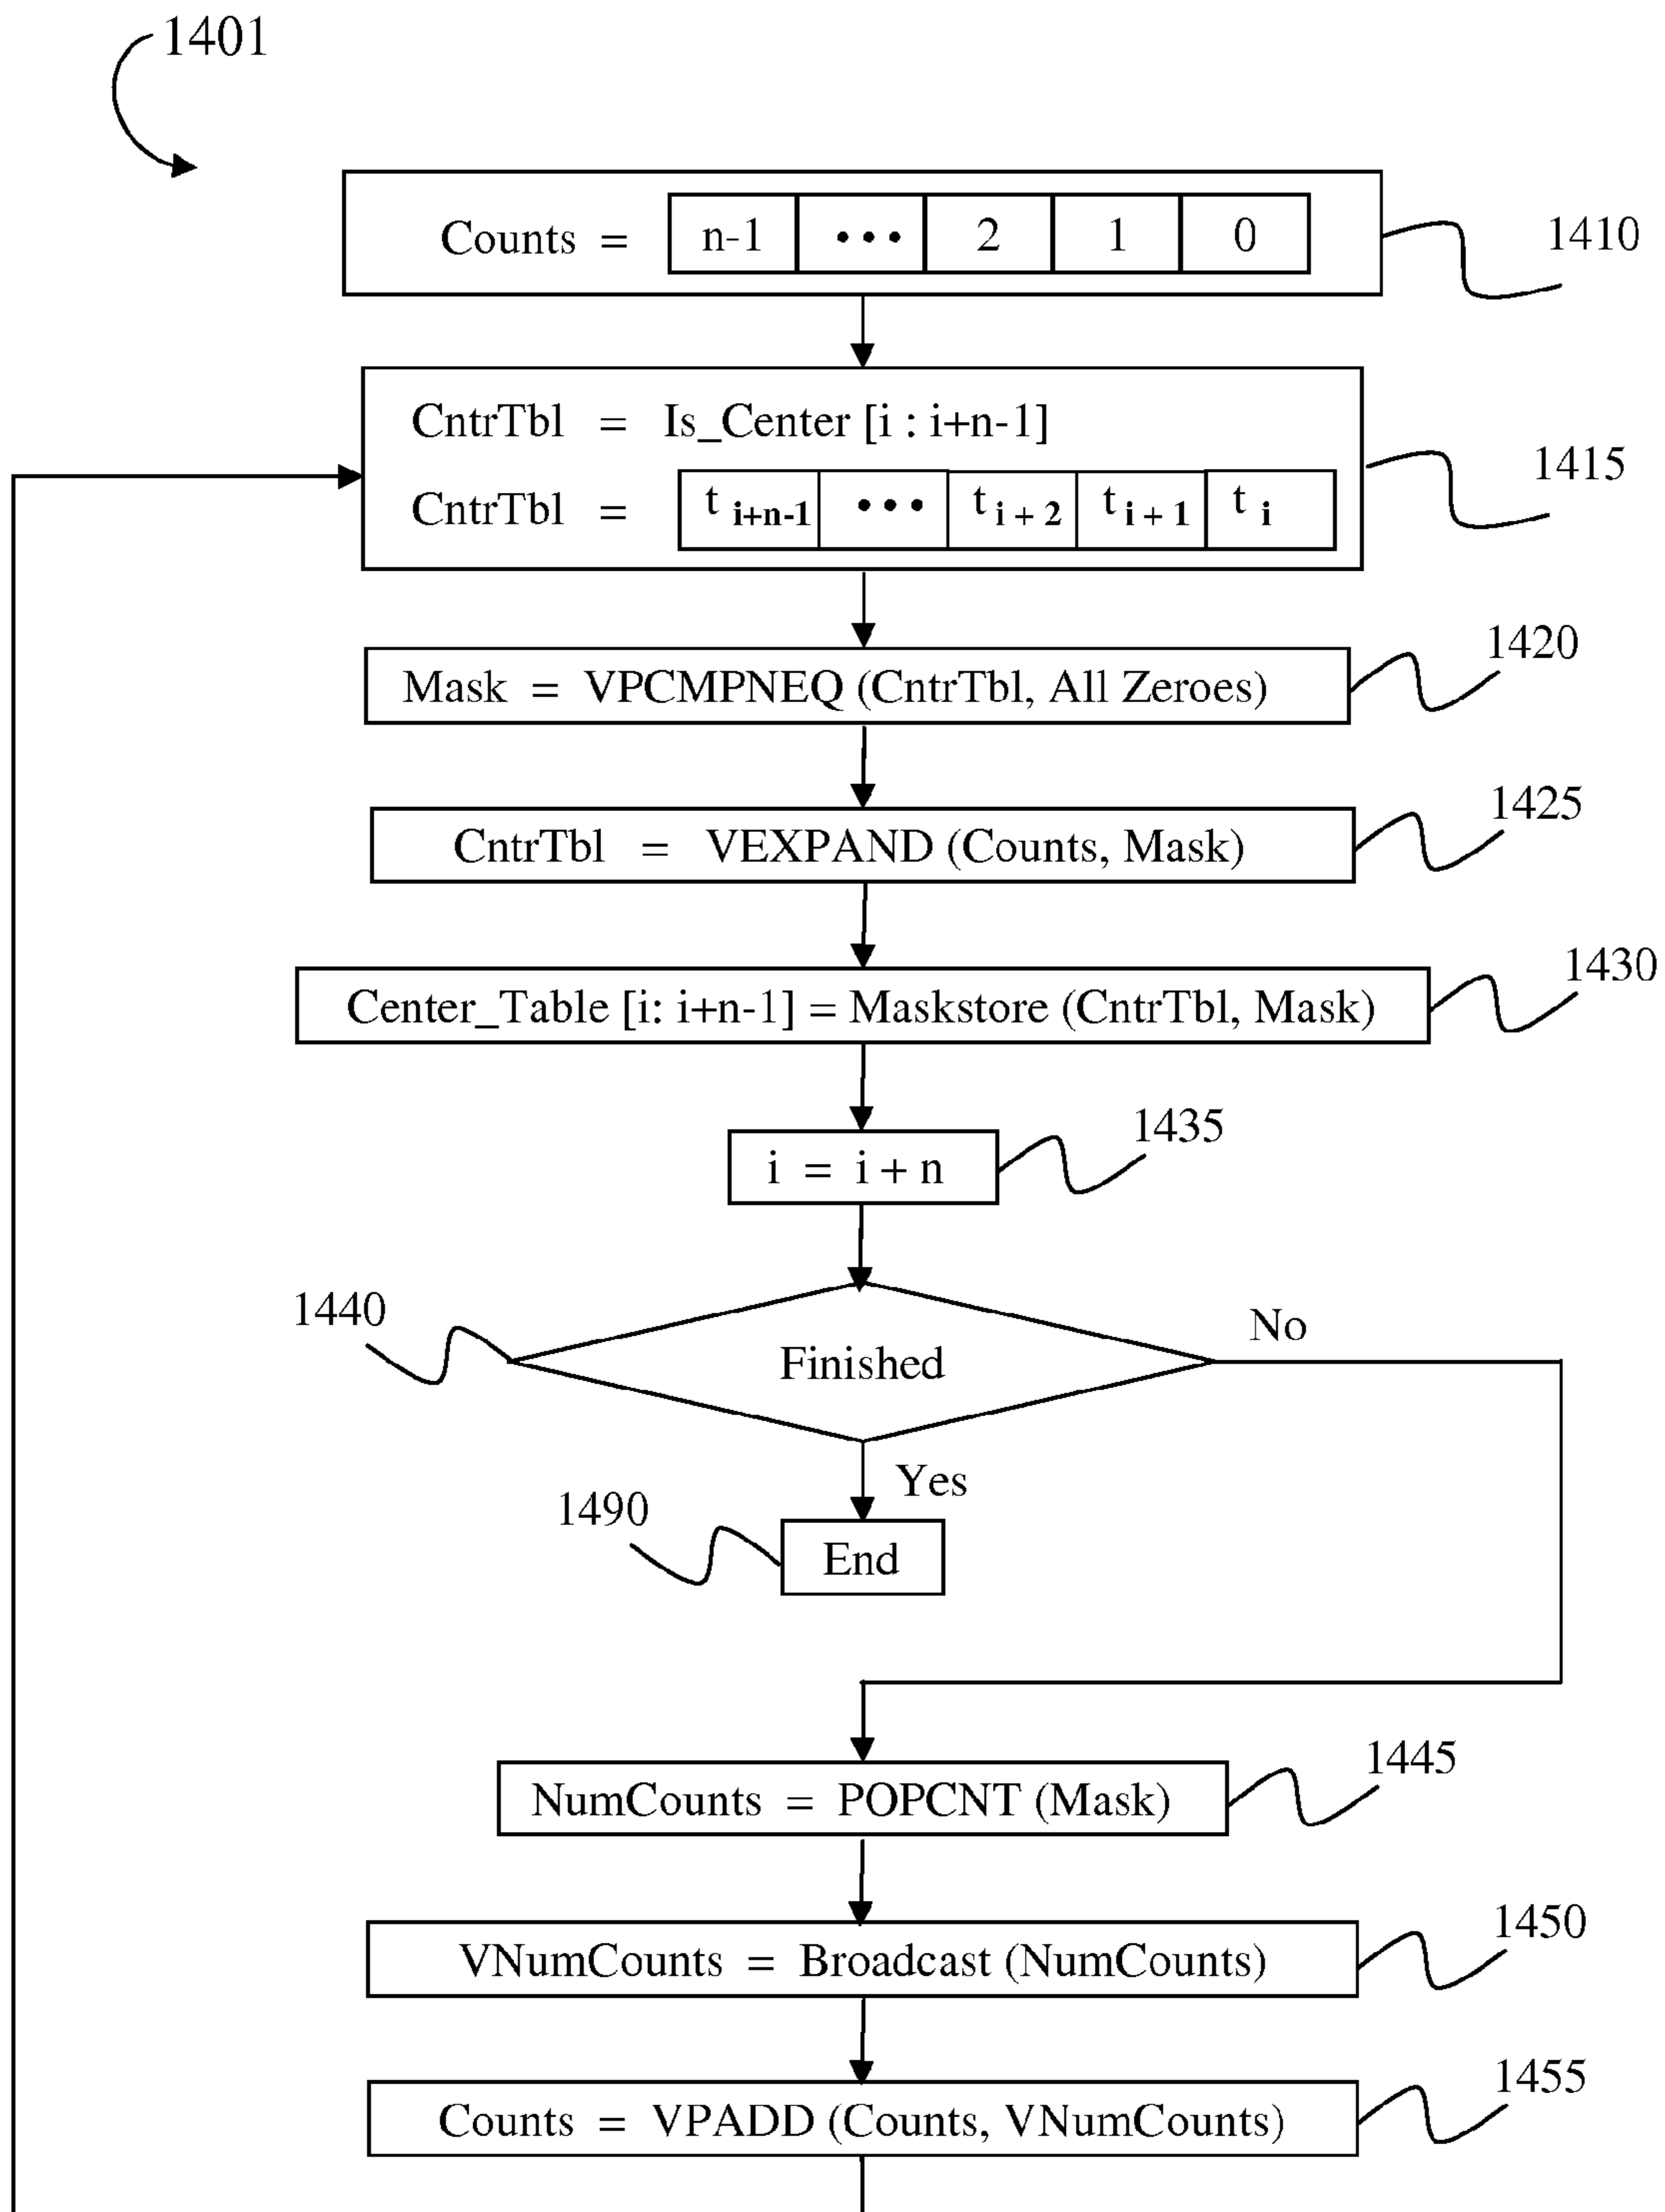 1401
Counts = n-1 ••• 2 1 0
1410
CntrTbl = Is_Center [i : i+n-1]
CntrTbl = t i+n-1 ••• t i + 2 t i + 1 t i
1415
Mask = VPCMPNEQ (CntrTbl, All Zeroes)
1420
CntrTbl = VEXPAND (Counts, Mask)
1425
Center_Table [i: i+n-1] = Maskstore (CntrTbl, Mask)
1430
i = i + n
1435
1440
Finished
No
Yes
1490
End
NumCounts = POPCNT (Mask)
1445
VNumCounts = Broadcast (NumCounts)
1450
Counts = VPADD (Counts, VNumCounts)
1455